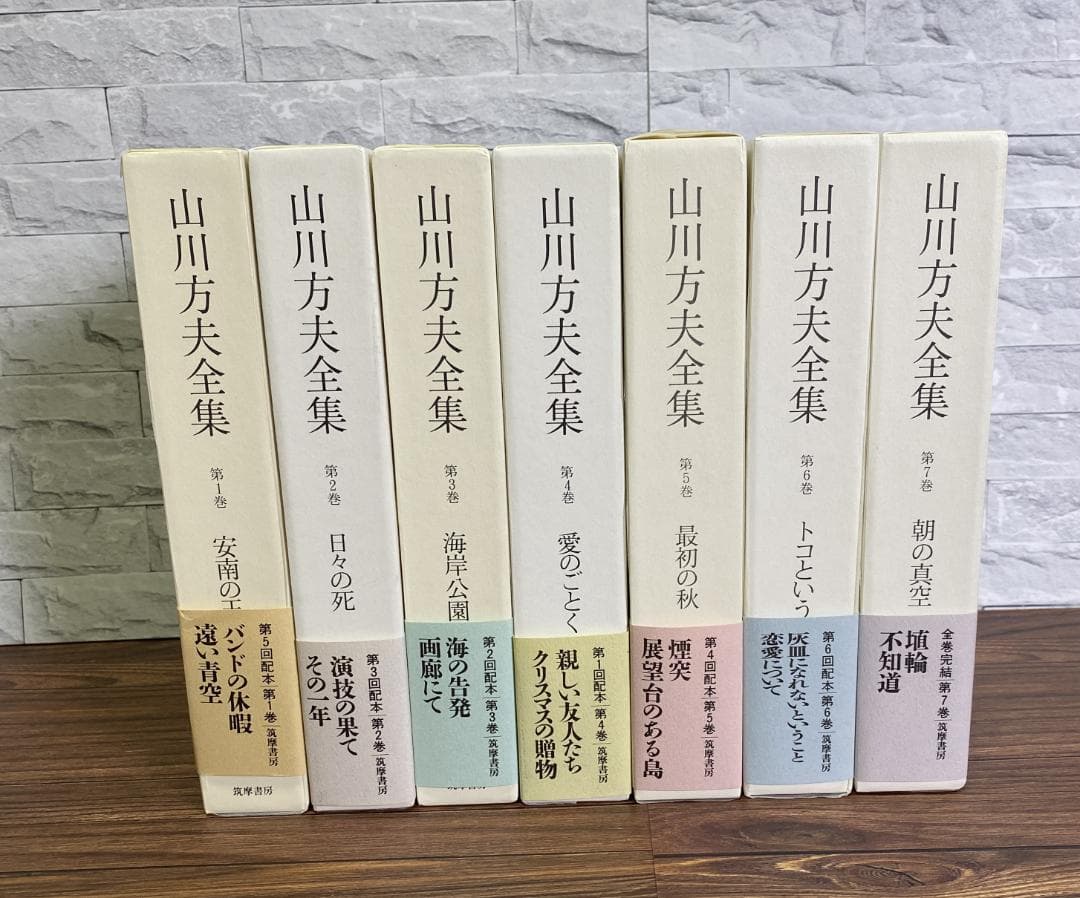 山川方夫全集
第1巻
安南の
第5回配本
第1巻
筑摩書房
バンドの休暇
遠い青空
筑摩書房
山川方夫全集
第2巻
日々の死
第3回配本
第2巻
筑摩書房
演技の果て
その一年
山川方夫全集
第3巻
海岸公園
第2回配本
第3巻
筑摩書房
海の告発
画廊にて
山川方夫全集
第4巻
愛のごとく
第1回配本
第4巻
筑摩書房
親しい友人たち
クリスマスの贈物
山川方夫全集
第5巻
最初の秋
第4回配本
第5巻
筑摩書房
煙突
展望台のある島
山川方夫全集
第6巻
トコという
第6回配本
第6巻
筑摩書房
灰皿になれないということ
恋愛について
山川方夫全集
第7巻
朝の真空
全巻完結
第7巻
筑摩書房
埴輪
不知道